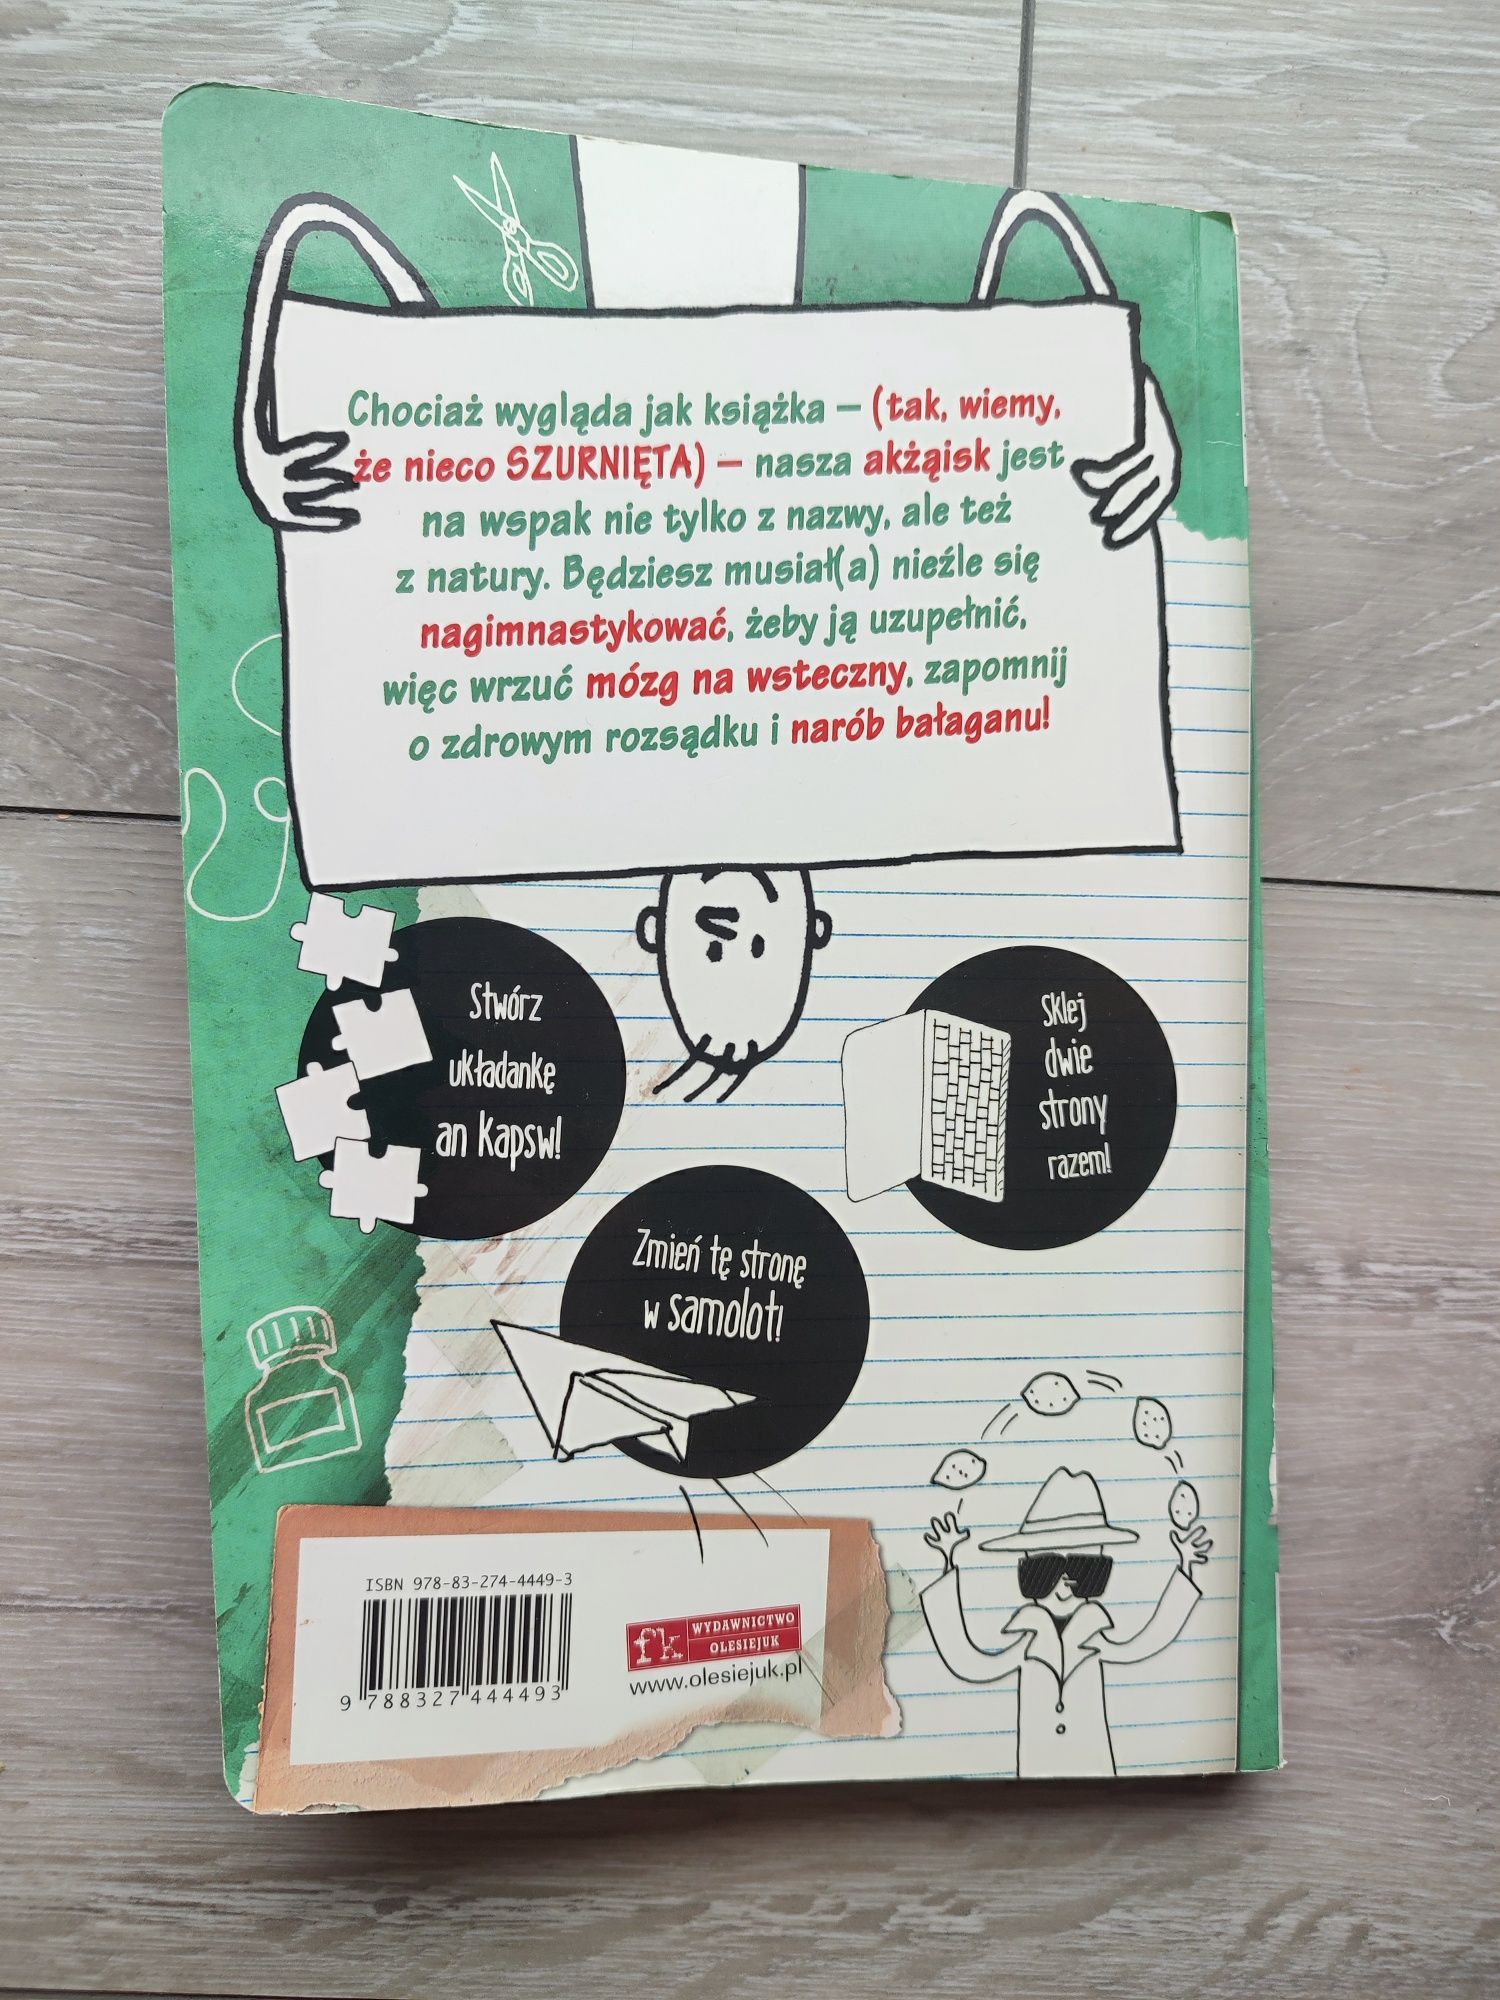 Chociaż wygląda jak książka – (tak, wiemy,
że nieco SZURNIĘTA) – nasza akżąisk jest
na wspak nie tylko z nazwy, ale też
z natury. Będziesz musiał(a) nieźle się
nagimnastykować, żeby ją uzupełnić,
więc wrzuć mózg na wsteczny, zapomnij
o zdrowym rozsądku i narób bałaganu!
Stwórz
układankę
an kapsw!
Sklej
dwie
strony
razem!
Zmień tę stronę
w samolot!
ISBN 978-83-274-4449-3
9 788327 444493
fk WYDAWNICTWO
OLESIEJUK
www.olesiejuk.pl